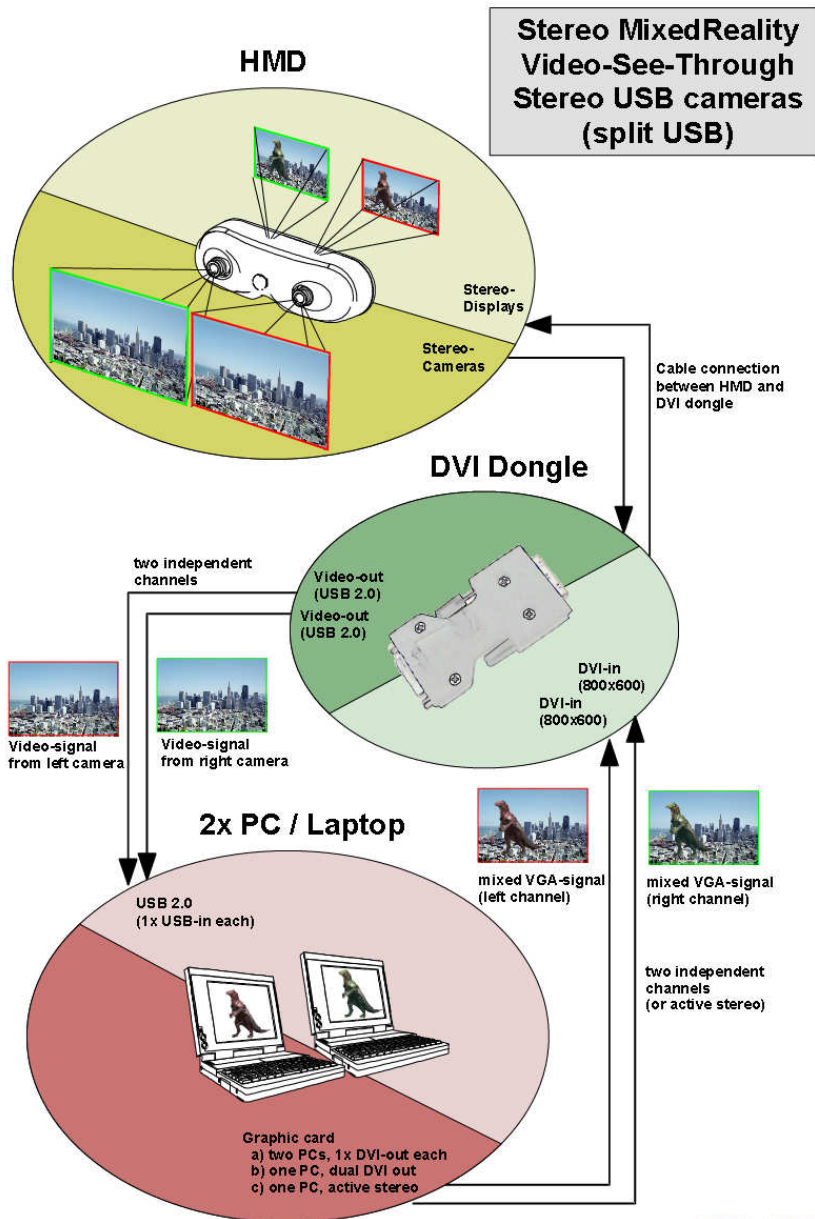 Stereo MixedReality
Video-See-Through
Stereo USB cameras
(split USB)
HMD
Stereo-
Displays
Stereo-
Cameras
Cable connection
between HMD and
DVI dongle
DVI Dongle
two independent
channels
Video-out
(USB 2.0)
Video-out
(USB 2.0)
DVI-in
(800x600)
DVI-in
(800x600)
Video-signal
from left camera
Video-signal
from right camera
2x PC / Laptop
mixed VGA-signal
(left channel)
mixed VGA-signal
(right channel)
USB 2.0
(1x USB-in each)
two independent
channels
(or active stereo)
Graphic card
a) two PCs, 1x DVI-out each
b) one PC, dual DVI out
c) one PC, active stereo